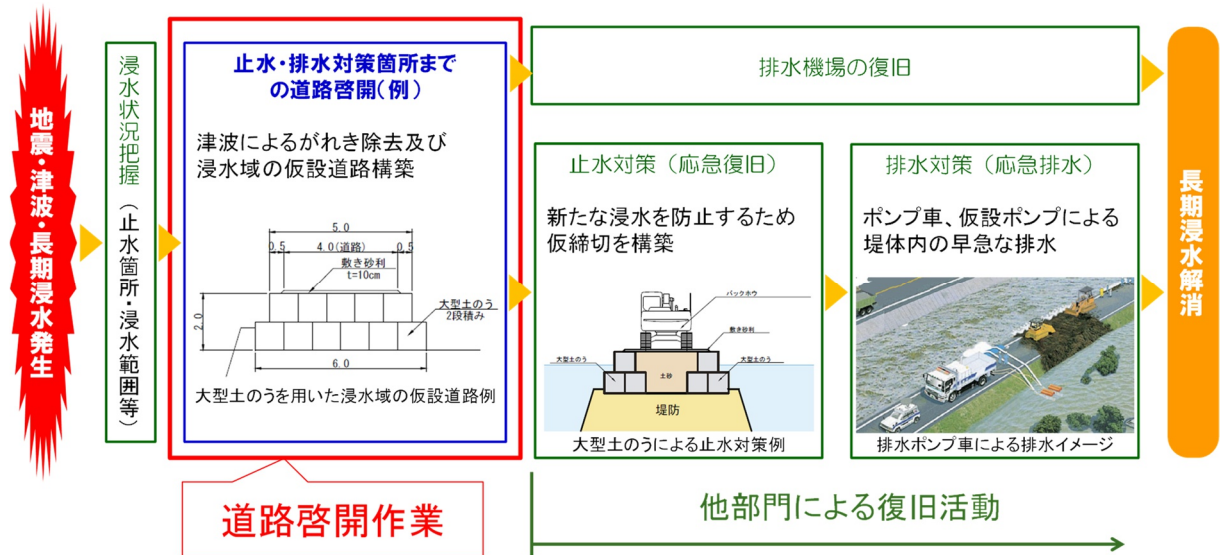 地震・津波・長期浸水発生
浸水状況把握（止水箇所・浸水範囲等）
止水・排水対策箇所まで
の道路啓開（例）
津波によるがれき除去及び
浸水域の仮設道路構築
5.0
0.5
4.0（道路）
0.5
敷き砂利
t=10cm
大型土のう
2段積み
2.0
6.0
大型土のうを用いた浸水域の仮設道路例
道路啓開作業
排水機場の復旧
止水対策（応急復旧）
新たな浸水を防止するため
仮締切を構築
バックホウ
敷き砂利
大型土のう
大型土のう
土砂
堤防
大型土のうによる止水対策例
排水対策（応急排水）
ポンプ車、仮設ポンプによる
堤体内の早急な排水
排水ポンプ車による排水イメージ
他部門による復旧活動
長期浸水解消